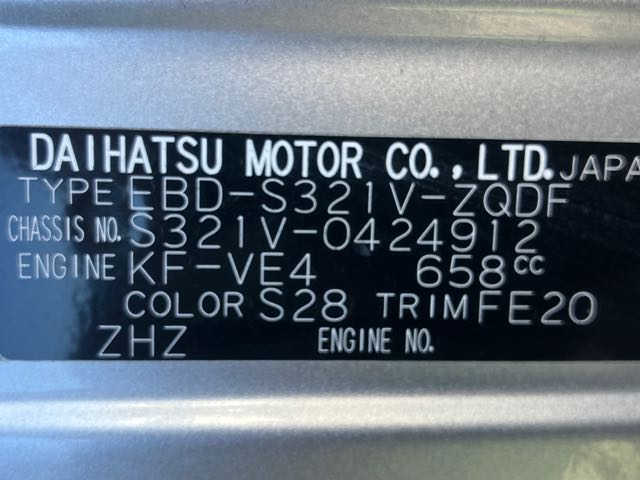 DAIHATSU MOTOR CO., LTD. JAPA
TYPE EBD-S321V-ZQDF
CHASSIS NO. S321V-0424912
ENGINE KF-VE4 658cc
COLOR S28 TRIM FE20
ZHZ ENGINE NO.